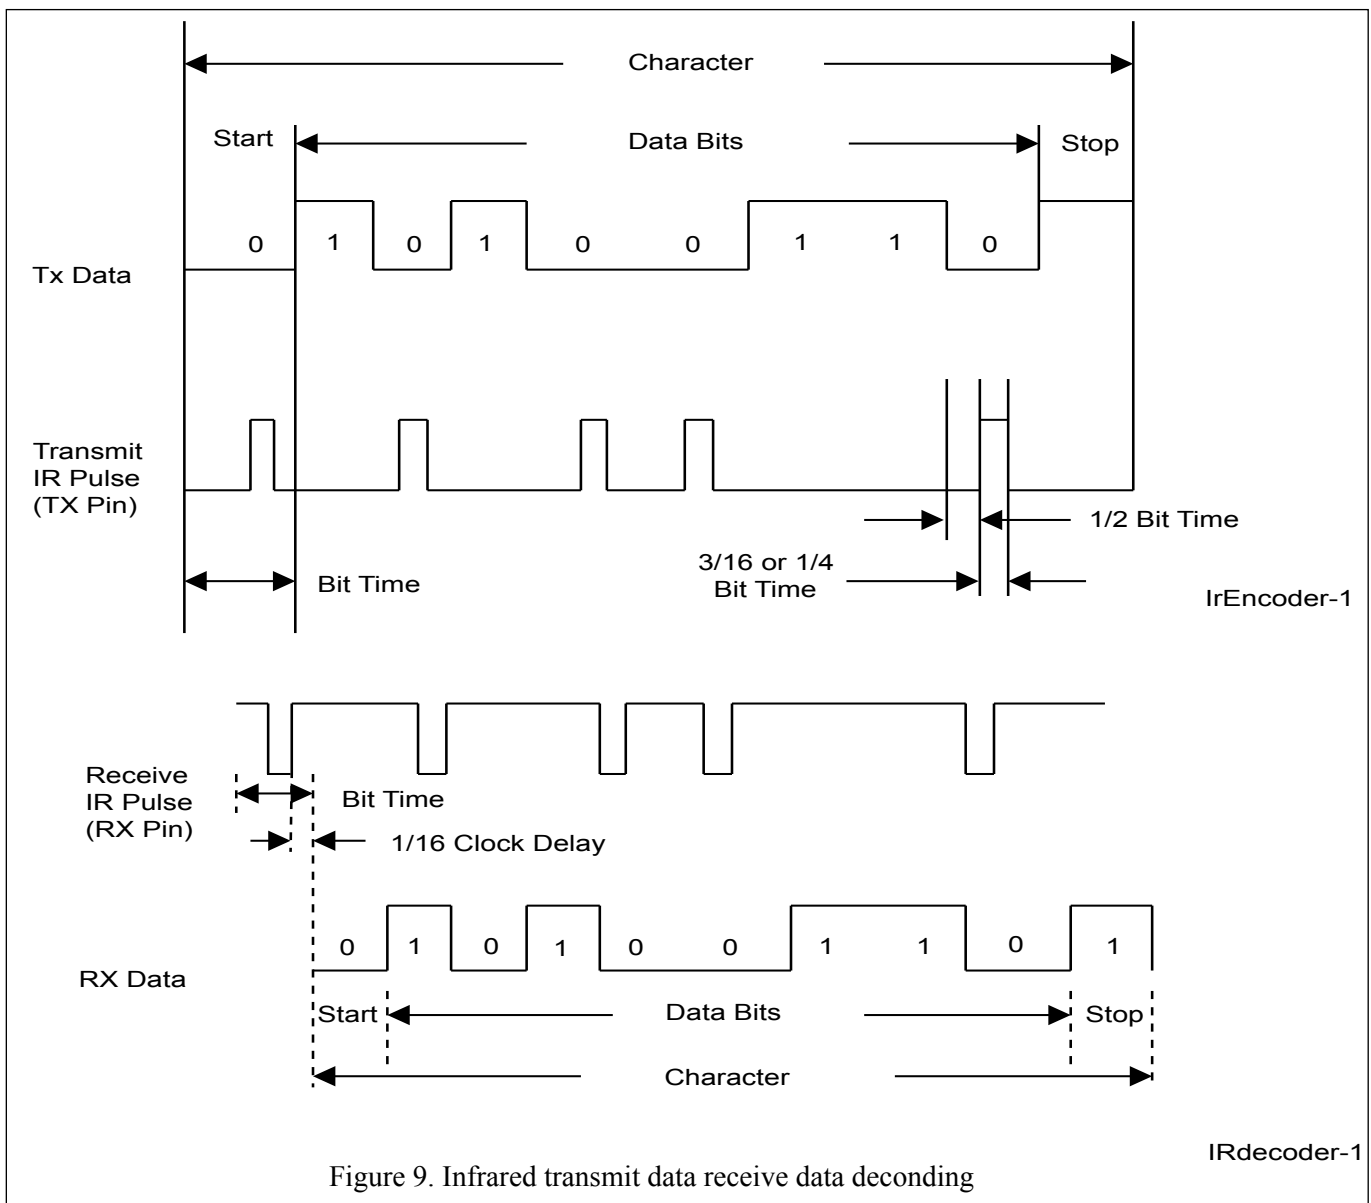 Character
Start
Data Bits
Stop
0 1 0 1 0 0 1 1 0
Tx Data
Transmit
IR Pulse
(TX Pin)
1/2 Bit Time
3/16 or 1/4
Bit Time
Bit Time
IrEncoder-1
Receive
IR Pulse
(RX Pin)
Bit Time
1/16 Clock Delay
0 1 0 1 0 0 1 1 0 1
RX Data
Start
Data Bits
Stop
Character
IRdecoder-1
Figure 9. Infrared transmit data receive data deconding